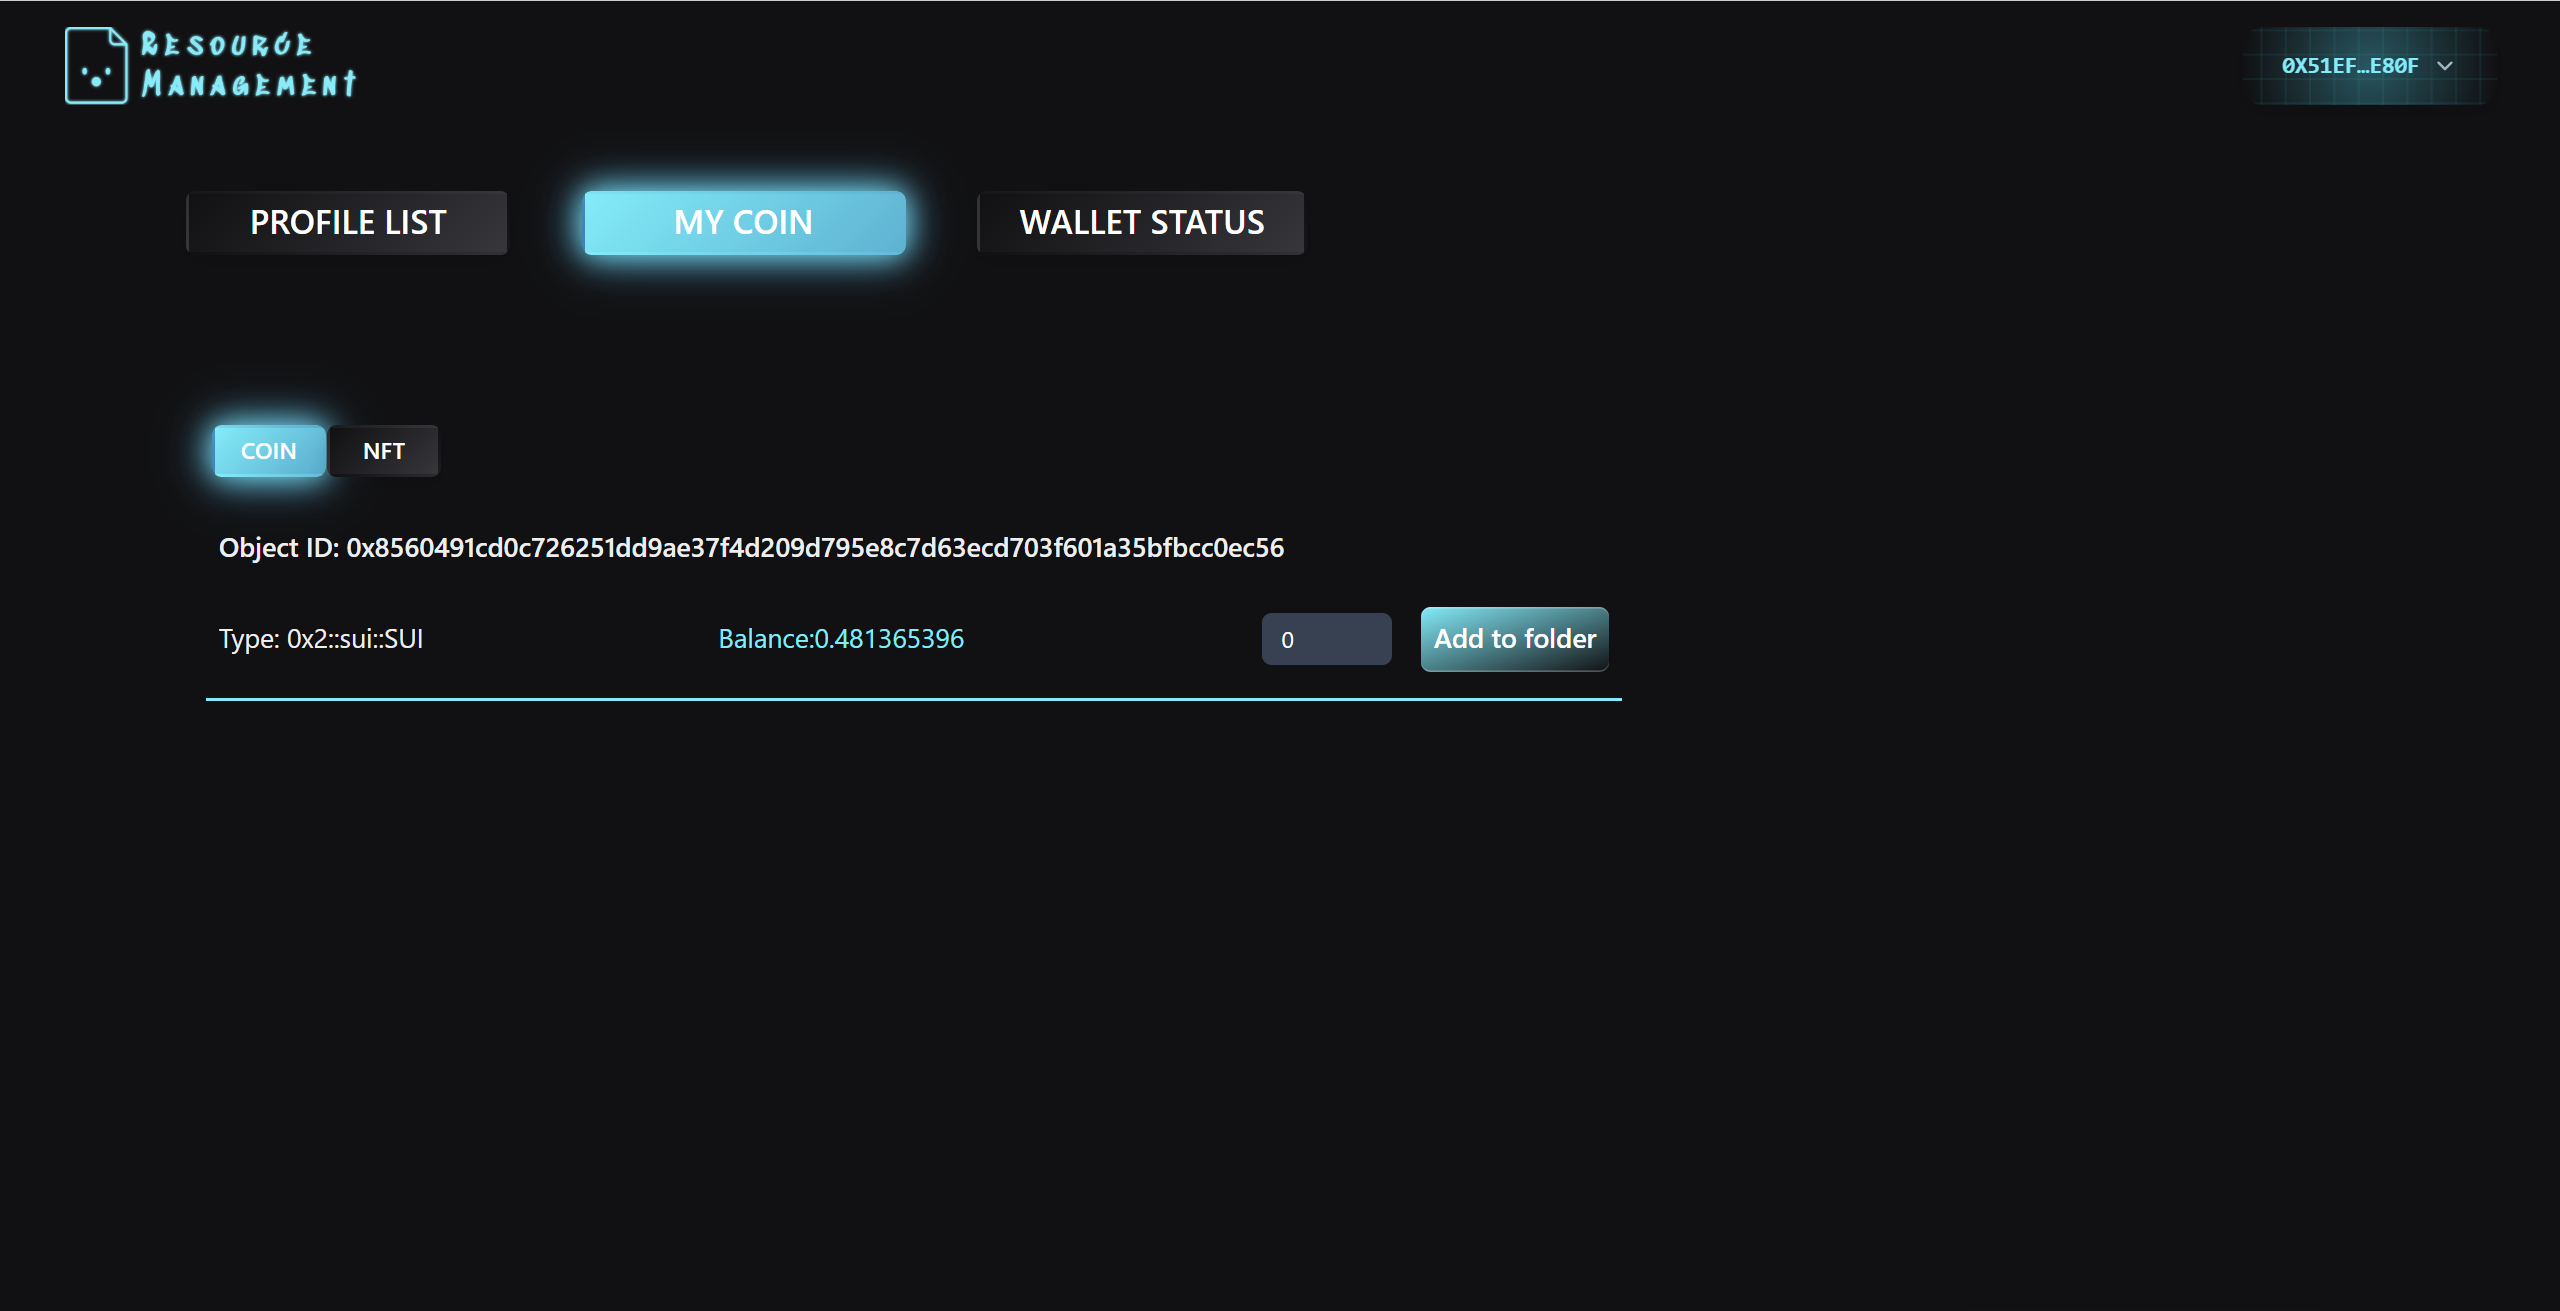 RESOURCE
MANAGEMENT
0X51EF...E80F
PROFILE LIST
MY COIN
WALLET STATUS
COIN
NFT
Object ID: 0x8560491cd0c726251dd9ae37f4d209d795e8c7d63ecd703f601a35bfbcc0ec56
Type: 0x2::sui::SUI
Balance:0.481365396
0
Add to folder